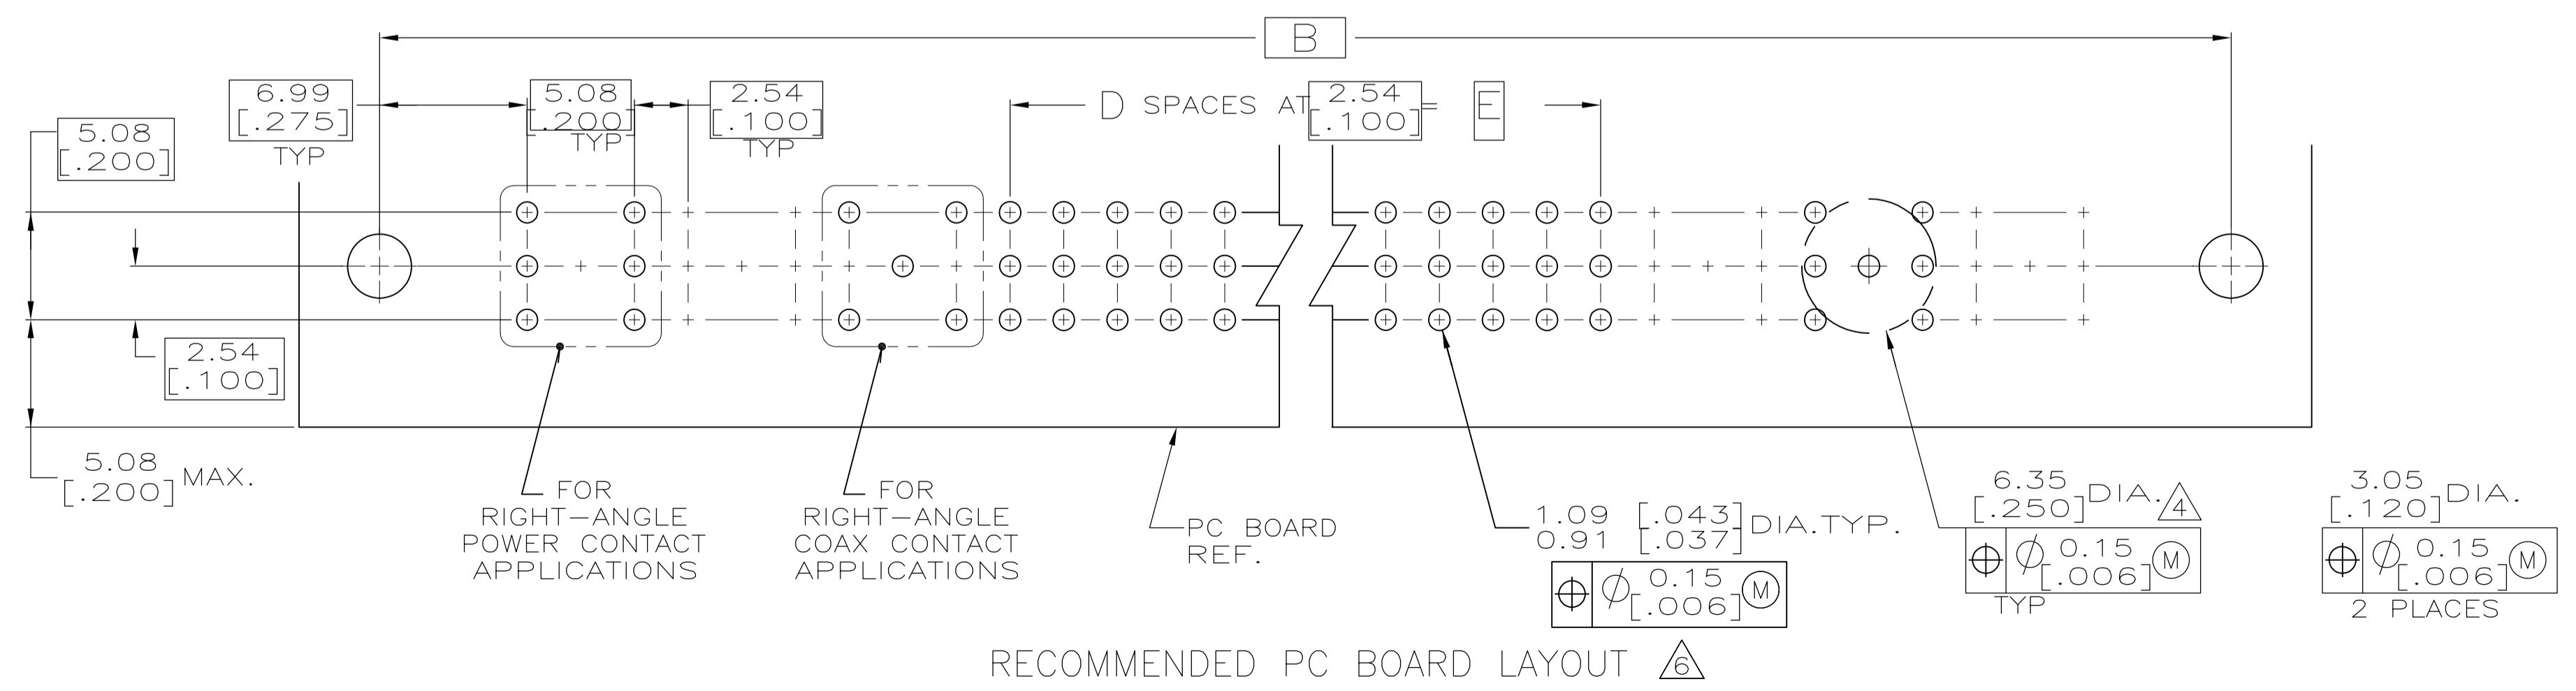 B
6.99
[.275]
TYP
5.08
[.200]
TYP
2.54
[.100]
TYP
D SPACES AT 2.54 = E
[.100]
5.08
[.200]
2.54
[.100]
5.08 MAX.
[.200]
FOR
RIGHT-ANGLE
POWER CONTACT
APPLICATIONS
FOR
RIGHT-ANGLE
COAX CONTACT
APPLICATIONS
PC BOARD
REF.
1.09 [.043] DIA.TYP.
0.91 [.037]
⌖ ∅ 0.15 Ⓜ
[.006]
6.35 DIA. 4
[.250]
⌖ ∅ 0.15 Ⓜ
[.006]
TYP
3.05 DIA.
[.120]
⌖ ∅ 0.15 Ⓜ
[.006]
2 PLACES
RECOMMENDED PC BOARD LAYOUT 6